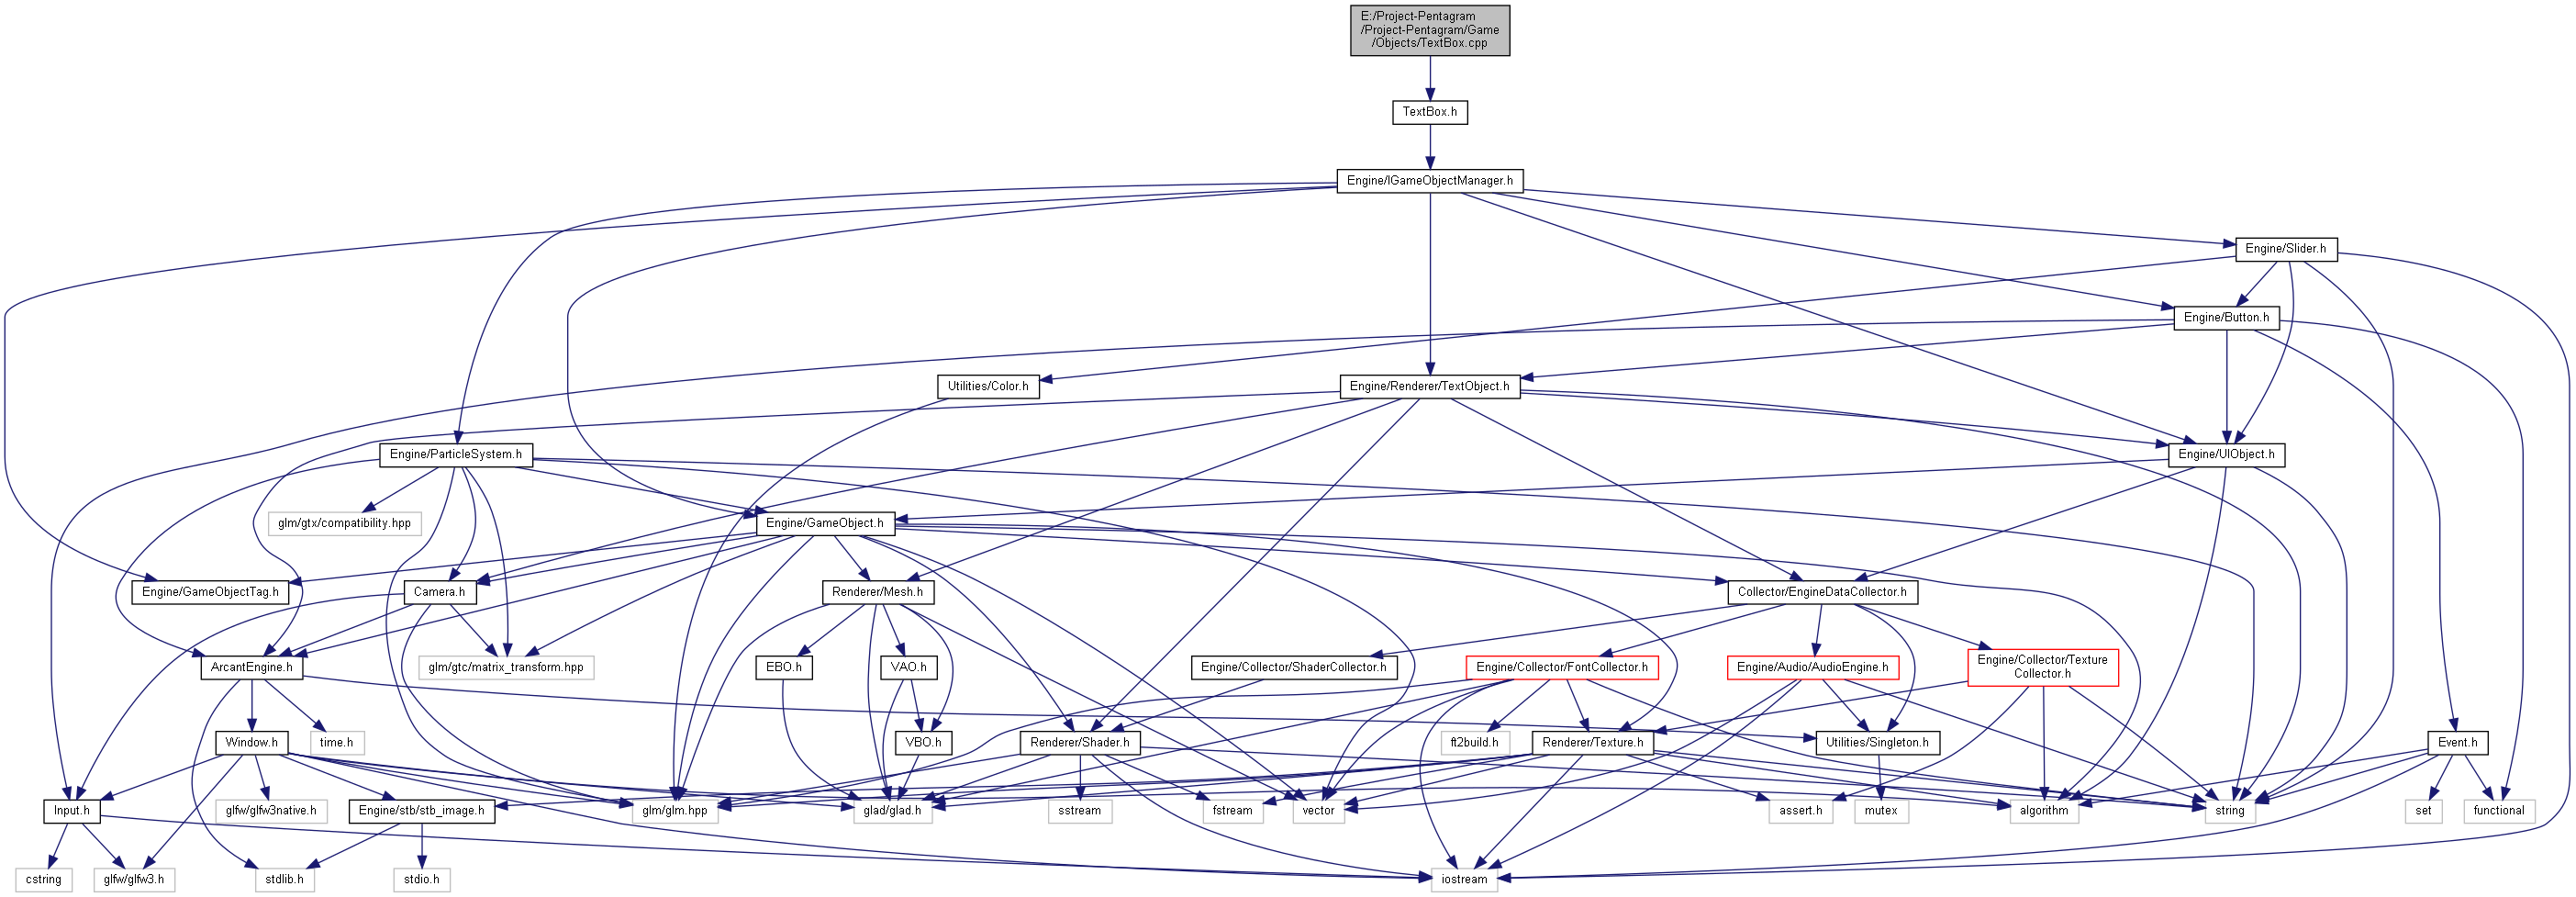 E:/Project-Pentagram
/Project-Pentagram/Game
/Objects/TextBox.cpp
TextBox.h
Engine/IGameObjectManager.h
Engine/Slider.h
Engine/Button.h
Utilities/Color.h
Engine/Renderer/TextObject.h
Engine/ParticleSystem.h
Engine/UIObject.h
glm/gtx/compatibility.hpp
Engine/GameObject.h
Engine/GameObjectTag.h
Camera.h
Renderer/Mesh.h
Collector/EngineDataCollector.h
ArcantEngine.h
glm/gtc/matrix_transform.hpp
EBO.h
VAO.h
Engine/Collector/ShaderCollector.h
Engine/Collector/FontCollector.h
Engine/Audio/AudioEngine.h
Engine/Collector/Texture
Collector.h
Window.h
time.h
VBO.h
Renderer/Shader.h
ft2build.h
Renderer/Texture.h
Utilities/Singleton.h
Event.h
Input.h
glfw/glfw3native.h
Engine/stb/stb_image.h
glm/glm.hpp
glad/glad.h
sstream
fstream
vector
assert.h
mutex
algorithm
string
set
functional
cstring
glfw/glfw3.h
stdlib.h
stdio.h
iostream